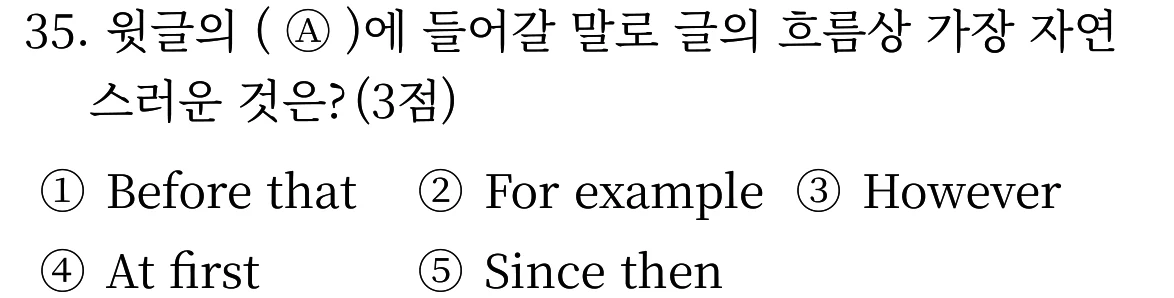 35. 윗글의 ( Ⓐ )에 들어갈 말로 글의 흐름상 가장 자연
스러운 것은?(3점)
① Before that ② For example ③ However
④ At first ⑤ Since then